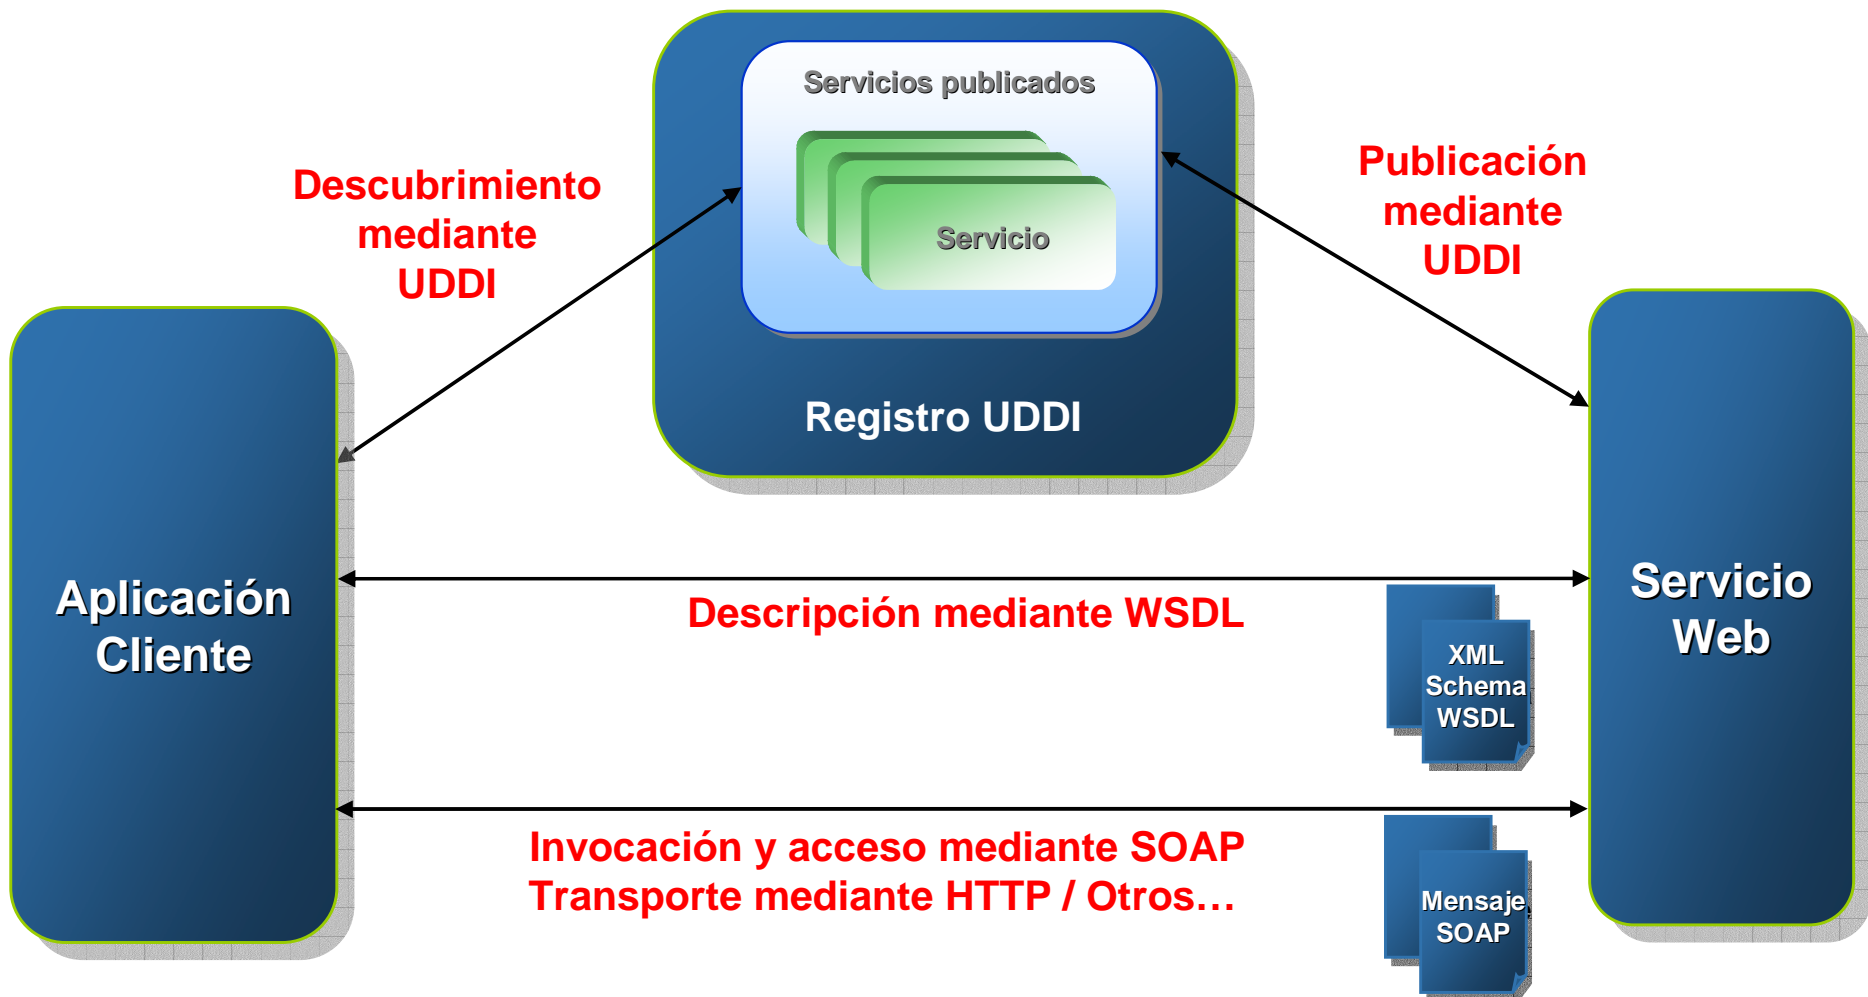 Servicios publicados
Servicio
Registro UDDI
Descubrimiento
mediante
UDDI
Publicación
mediante
UDDI
Aplicación
Cliente
Descripción mediante WSDL
XML
Schema
WSDL
Servicio
Web
Invocación y acceso mediante SOAP
Transporte mediante HTTP / Otros…
Mensaje
SOAP